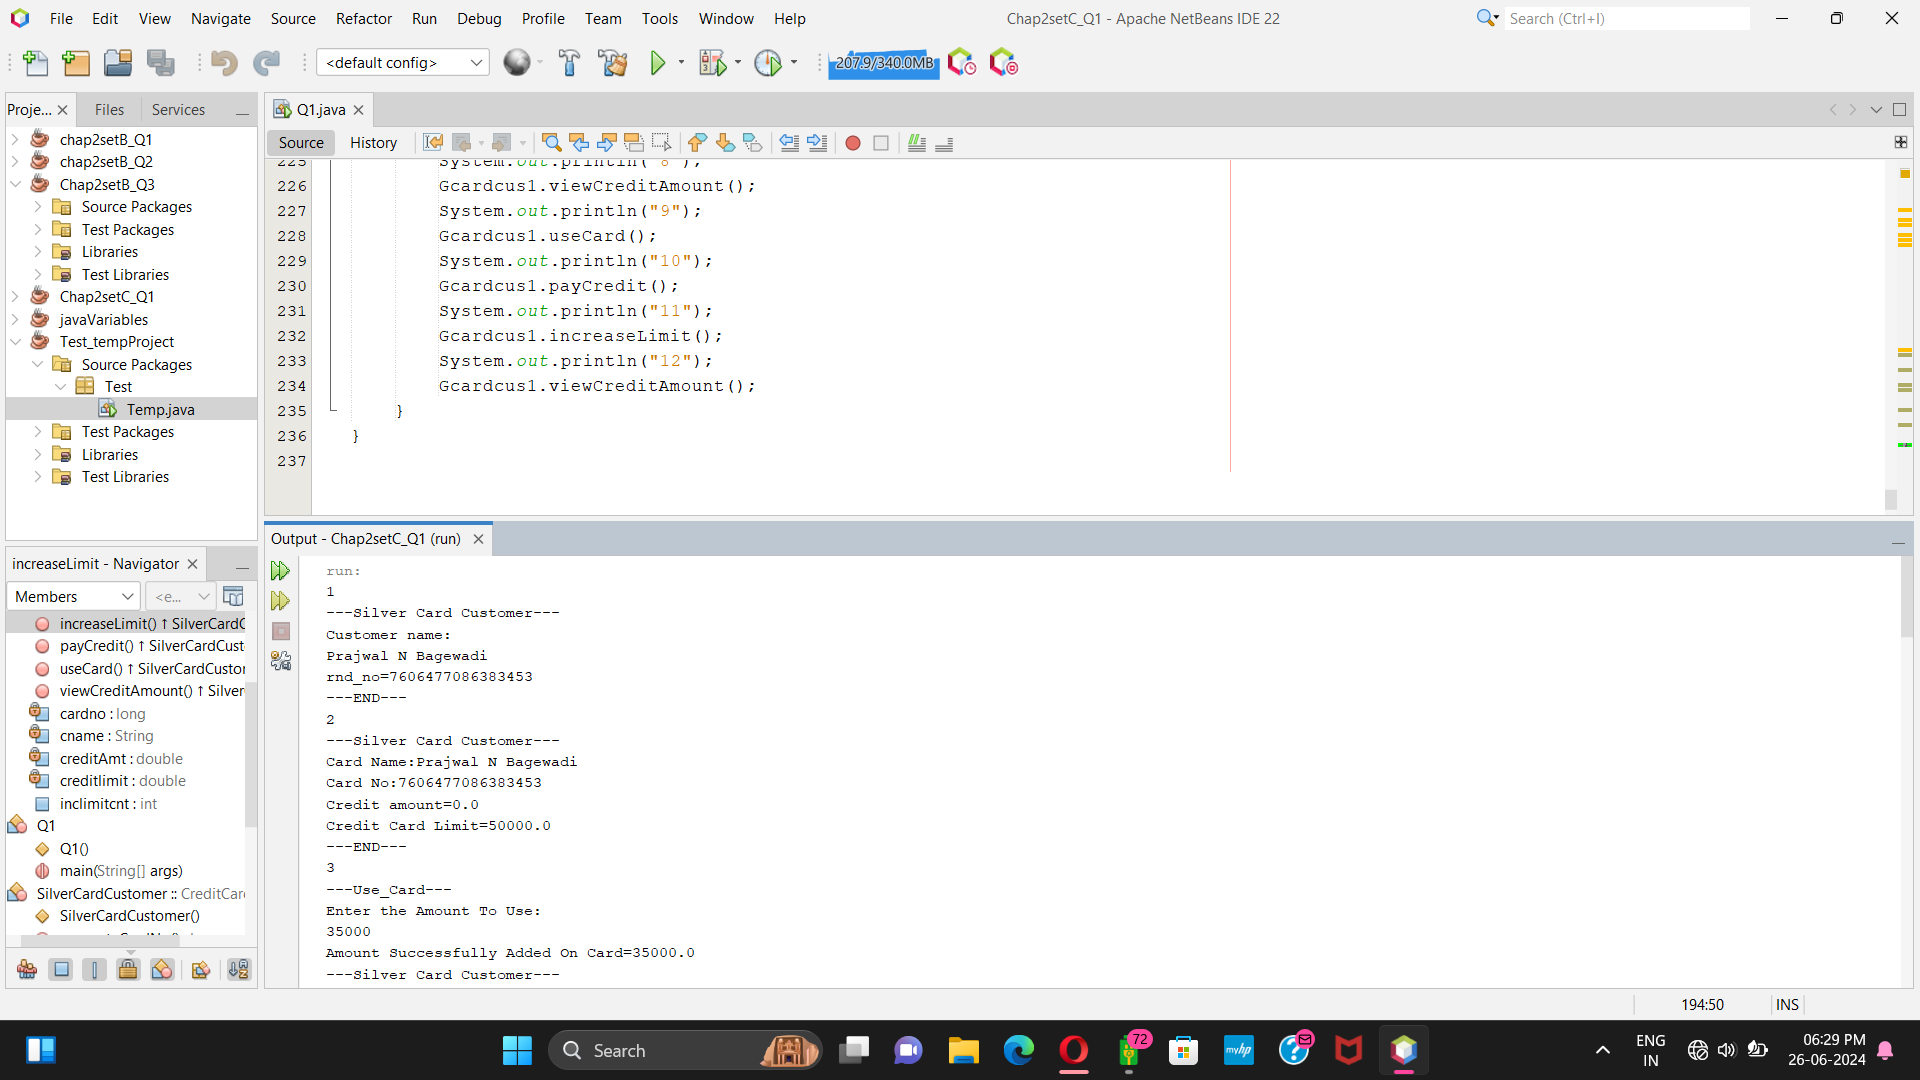 File Edit View Navigate Source Refactor Run Debug Profile Team Tools Window Help
Chap2setC_Q1 - Apache NetBeans IDE 22
Search (Ctrl+I)
<default config>
207.9/340.0MB
Proje... Files Services
chap2setB_Q1
chap2setB_Q2
Chap2setB_Q3
Source Packages
Test Packages
Libraries
Test Libraries
Chap2setC_Q1
javaVariables
Test_tempProject
Source Packages
Test
Temp.java
Test Packages
Libraries
Test Libraries
Q1.java
Source History
225 System.out.println("8");
226 Gcardcus1.viewCreditAmount();
227 System.out.println("9");
228 Gcardcus1.useCard();
229 System.out.println("10");
230 Gcardcus1.payCredit();
231 System.out.println("11");
232 Gcardcus1.increaseLimit();
233 System.out.println("12");
234 Gcardcus1.viewCreditAmount();
235 }
236 }
237
increaseLimit - Navigator
Members <e...
increaseLimit() ↑ SilverCardC
payCredit() ↑ SilverCardCust
useCard() ↑ SilverCardCustor
viewCreditAmount() ↑ Silver
cardno : long
cname : String
creditAmt : double
creditlimit : double
inclimitcnt : int
Q1
Q1()
main(String[] args)
SilverCardCustomer :: CreditCar
SilverCardCustomer()
Output - Chap2setC_Q1 (run)
run:
1
---Silver Card Customer---
Customer name:
Prajwal N Bagewadi
rnd_no=7606477086383453
---END---
2
---Silver Card Customer---
Card Name:Prajwal N Bagewadi
Card No:7606477086383453
Credit amount=0.0
Credit Card Limit=50000.0
---END---
3
---Use_Card---
Enter the Amount To Use:
35000
Amount Successfully Added On Card=35000.0
---Silver Card Customer---
194:50 INS
Search
72
myhp
ENG
IN
06:29 PM
26-06-2024